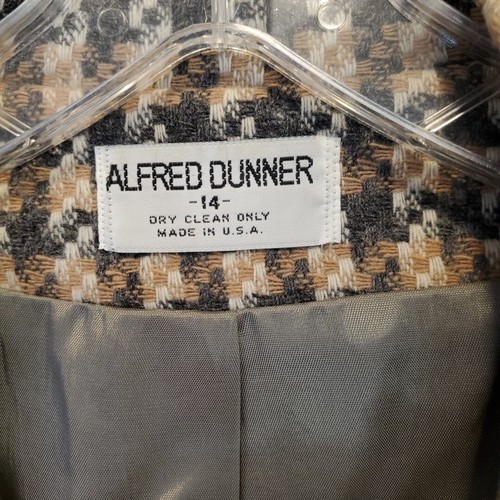 ALFRED DUNNER
-14-
DRY CLEAN ONLY
MADE IN U.S.A.